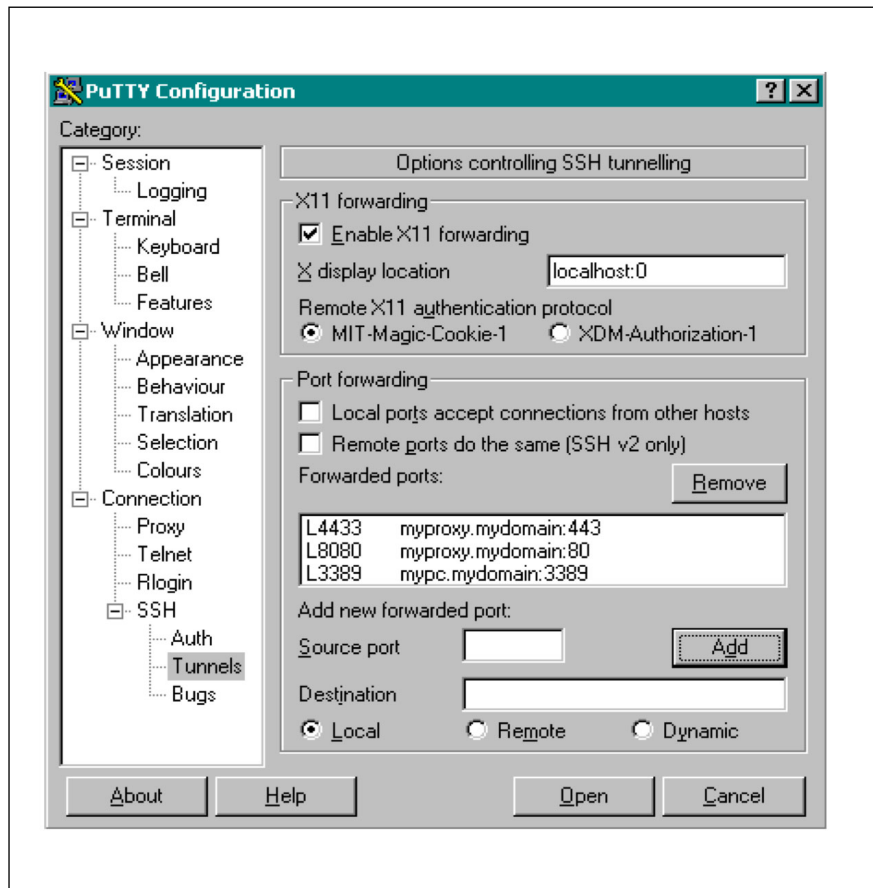 PuTTY Configuration
Category:
Session
Logging
Terminal
Keyboard
Bell
Features
Window
Appearance
Behaviour
Translation
Selection
Colours
Connection
Proxy
Telnet
Rlogin
SSH
Auth
Tunnels
Bugs
Options controlling SSH tunnelling
X11 forwarding
Enable X11 forwarding
X display location localhost:0
Remote X11 authentication protocol
MIT-Magic-Cookie-1 XDM-Authorization-1
Port forwarding
Local ports accept connections from other hosts
Remote ports do the same (SSH v2 only)
Forwarded ports: Remove
L4433 myproxy.mydomain:443
L8080 myproxy.mydomain:80
L3389 mypc.mydomain:3389
Add new forwarded port:
Source port Add
Destination
Local Remote Dynamic
About Help Open Cancel